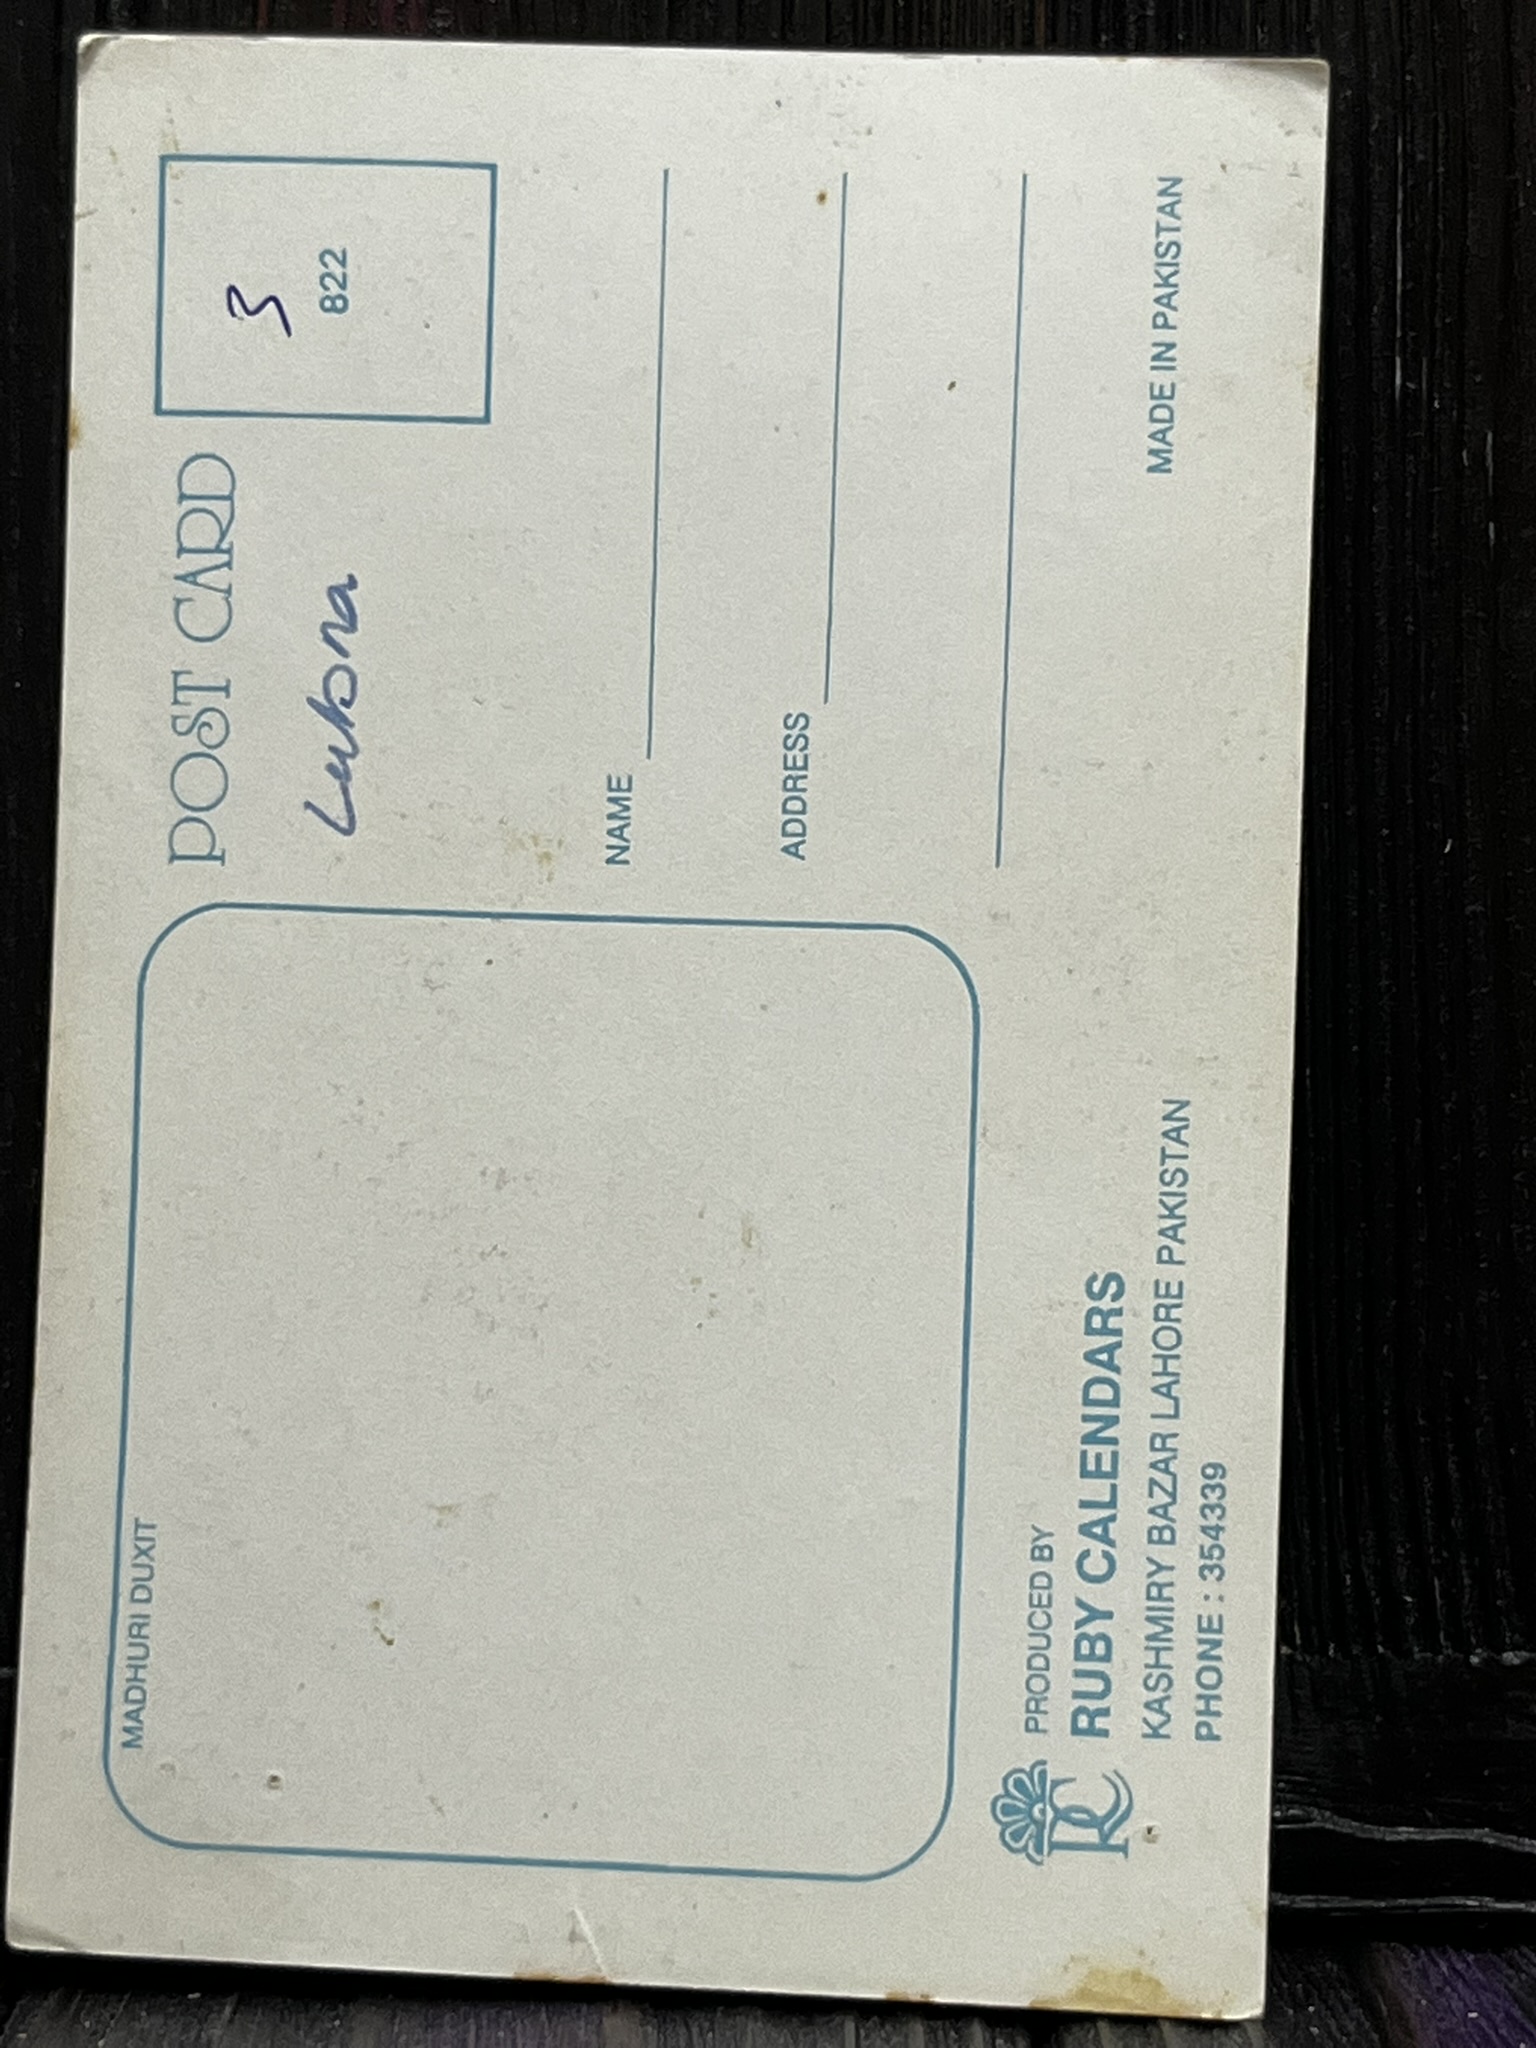 MADHURI DUXIT
POST CARD
3
822
Lubna
NAME
ADDRESS
PRODUCED BY
RC RUBY CALENDARS
KASHMIRY BAZAR LAHORE PAKISTAN
PHONE : 354339
MADE IN PAKISTAN